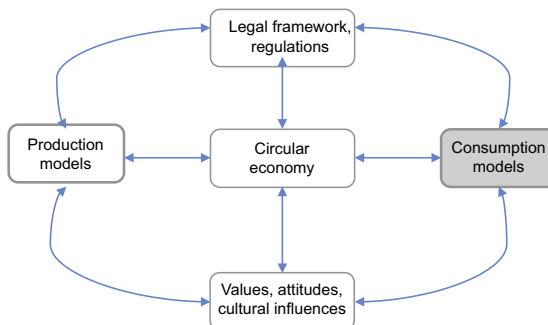 Legal framework,
regulations
Production
models
Circular
economy
Consumption
models
Values, attitudes,
cultural influences